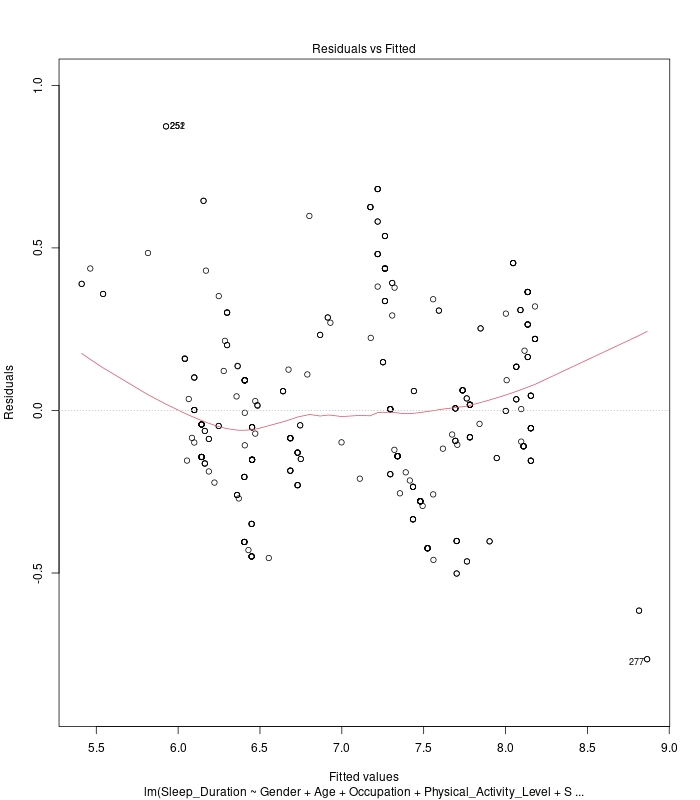 Residuals vs Fitted
1.0
0.5
0.0
-0.5
Residuals
277
5.5 6.0 6.5 7.0 7.5 8.0 8.5 9.0
Fitted values
lm(Sleep_Duration ~ Gender + Age + Occupation + Physical_Activity_Level + S ...